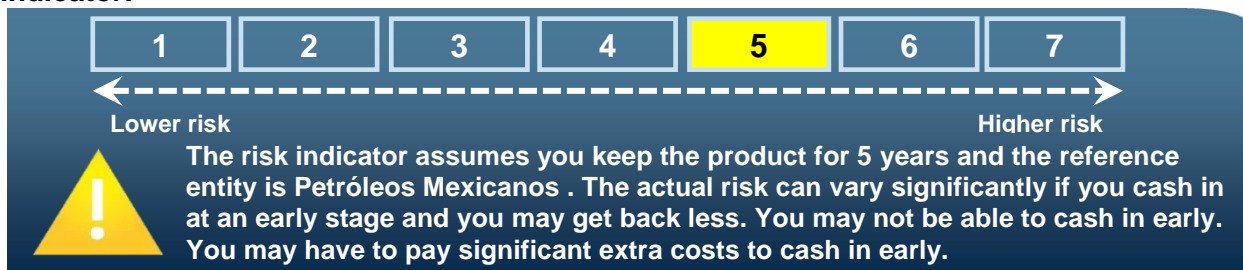 1 2 3 4 5 6 7
Lower risk Higher risk
The risk indicator assumes you keep the product for 5 years and the reference
entity is Petróleos Mexicanos . The actual risk can vary significantly if you cash in
at an early stage and you may get back less. You may not be able to cash in early.
You may have to pay significant extra costs to cash in early.